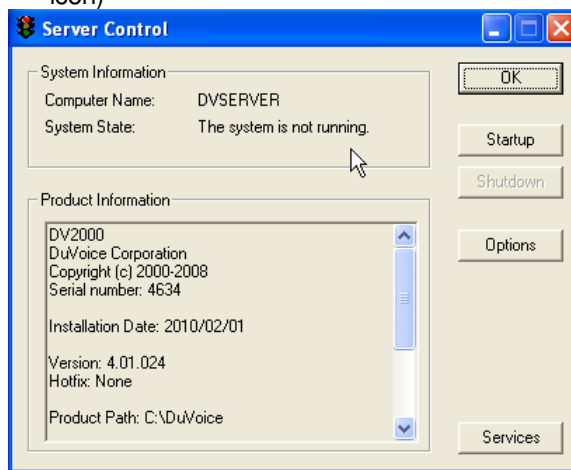 icon)
Server Control
System Information
Computer Name: DVSERVER
System State: The system is not running.
OK
Startup
Shutdown
Product Information
DV2000
DuVoice Corporation
Copyright (c) 2000-2008
Serial number: 4634
Installation Date: 2010/02/01
Version: 4.01.024
Hotfix: None
Product Path: C:\DuVoice
Options
Services